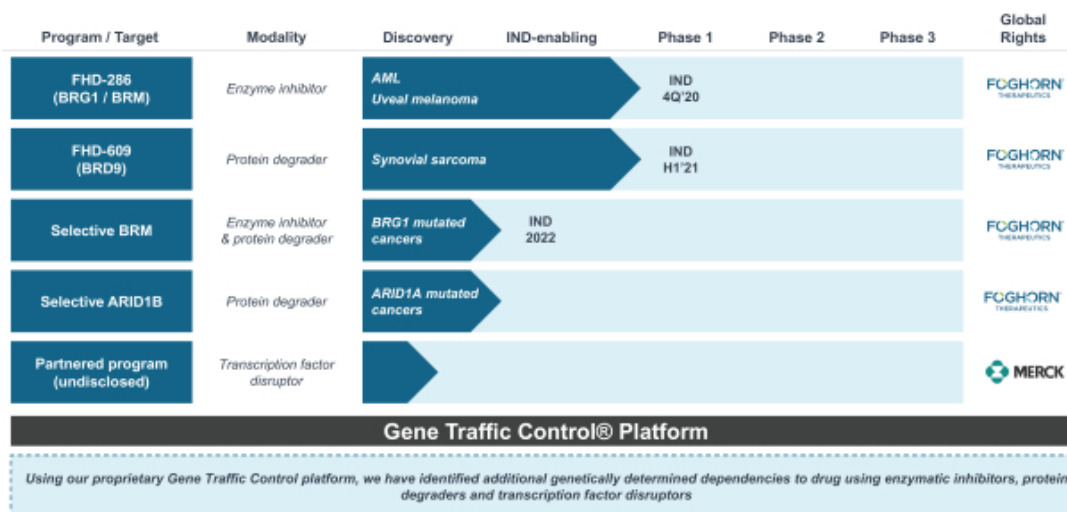 Program / Target Modality Discovery IND-enabling Phase 1 Phase 2 Phase 3 Global Rights
FHD-286
(BRG1 / BRM)
Enzyme inhibitor
AML
Uveal melanoma
IND
4Q'20
FOGHORN
THERAPEUTICS
FHD-609
(BRD9)
Protein degrader
Synovial sarcoma
IND
H1'21
FOGHORN
THERAPEUTICS
Selective BRM
Enzyme inhibitor
& protein degrader
BRG1 mutated
cancers
IND
2022
FOGHORN
THERAPEUTICS
Selective ARID1B
Protein degrader
ARID1A mutated
cancers
FOGHORN
THERAPEUTICS
Partnered program
(undisclosed)
Transcription factor
disruptor
MERCK
Gene Traffic Control® Platform
Using our proprietary Gene Traffic Control platform, we have identified additional genetically determined dependencies to drug using enzymatic inhibitors, protein
degraders and transcription factor disruptors